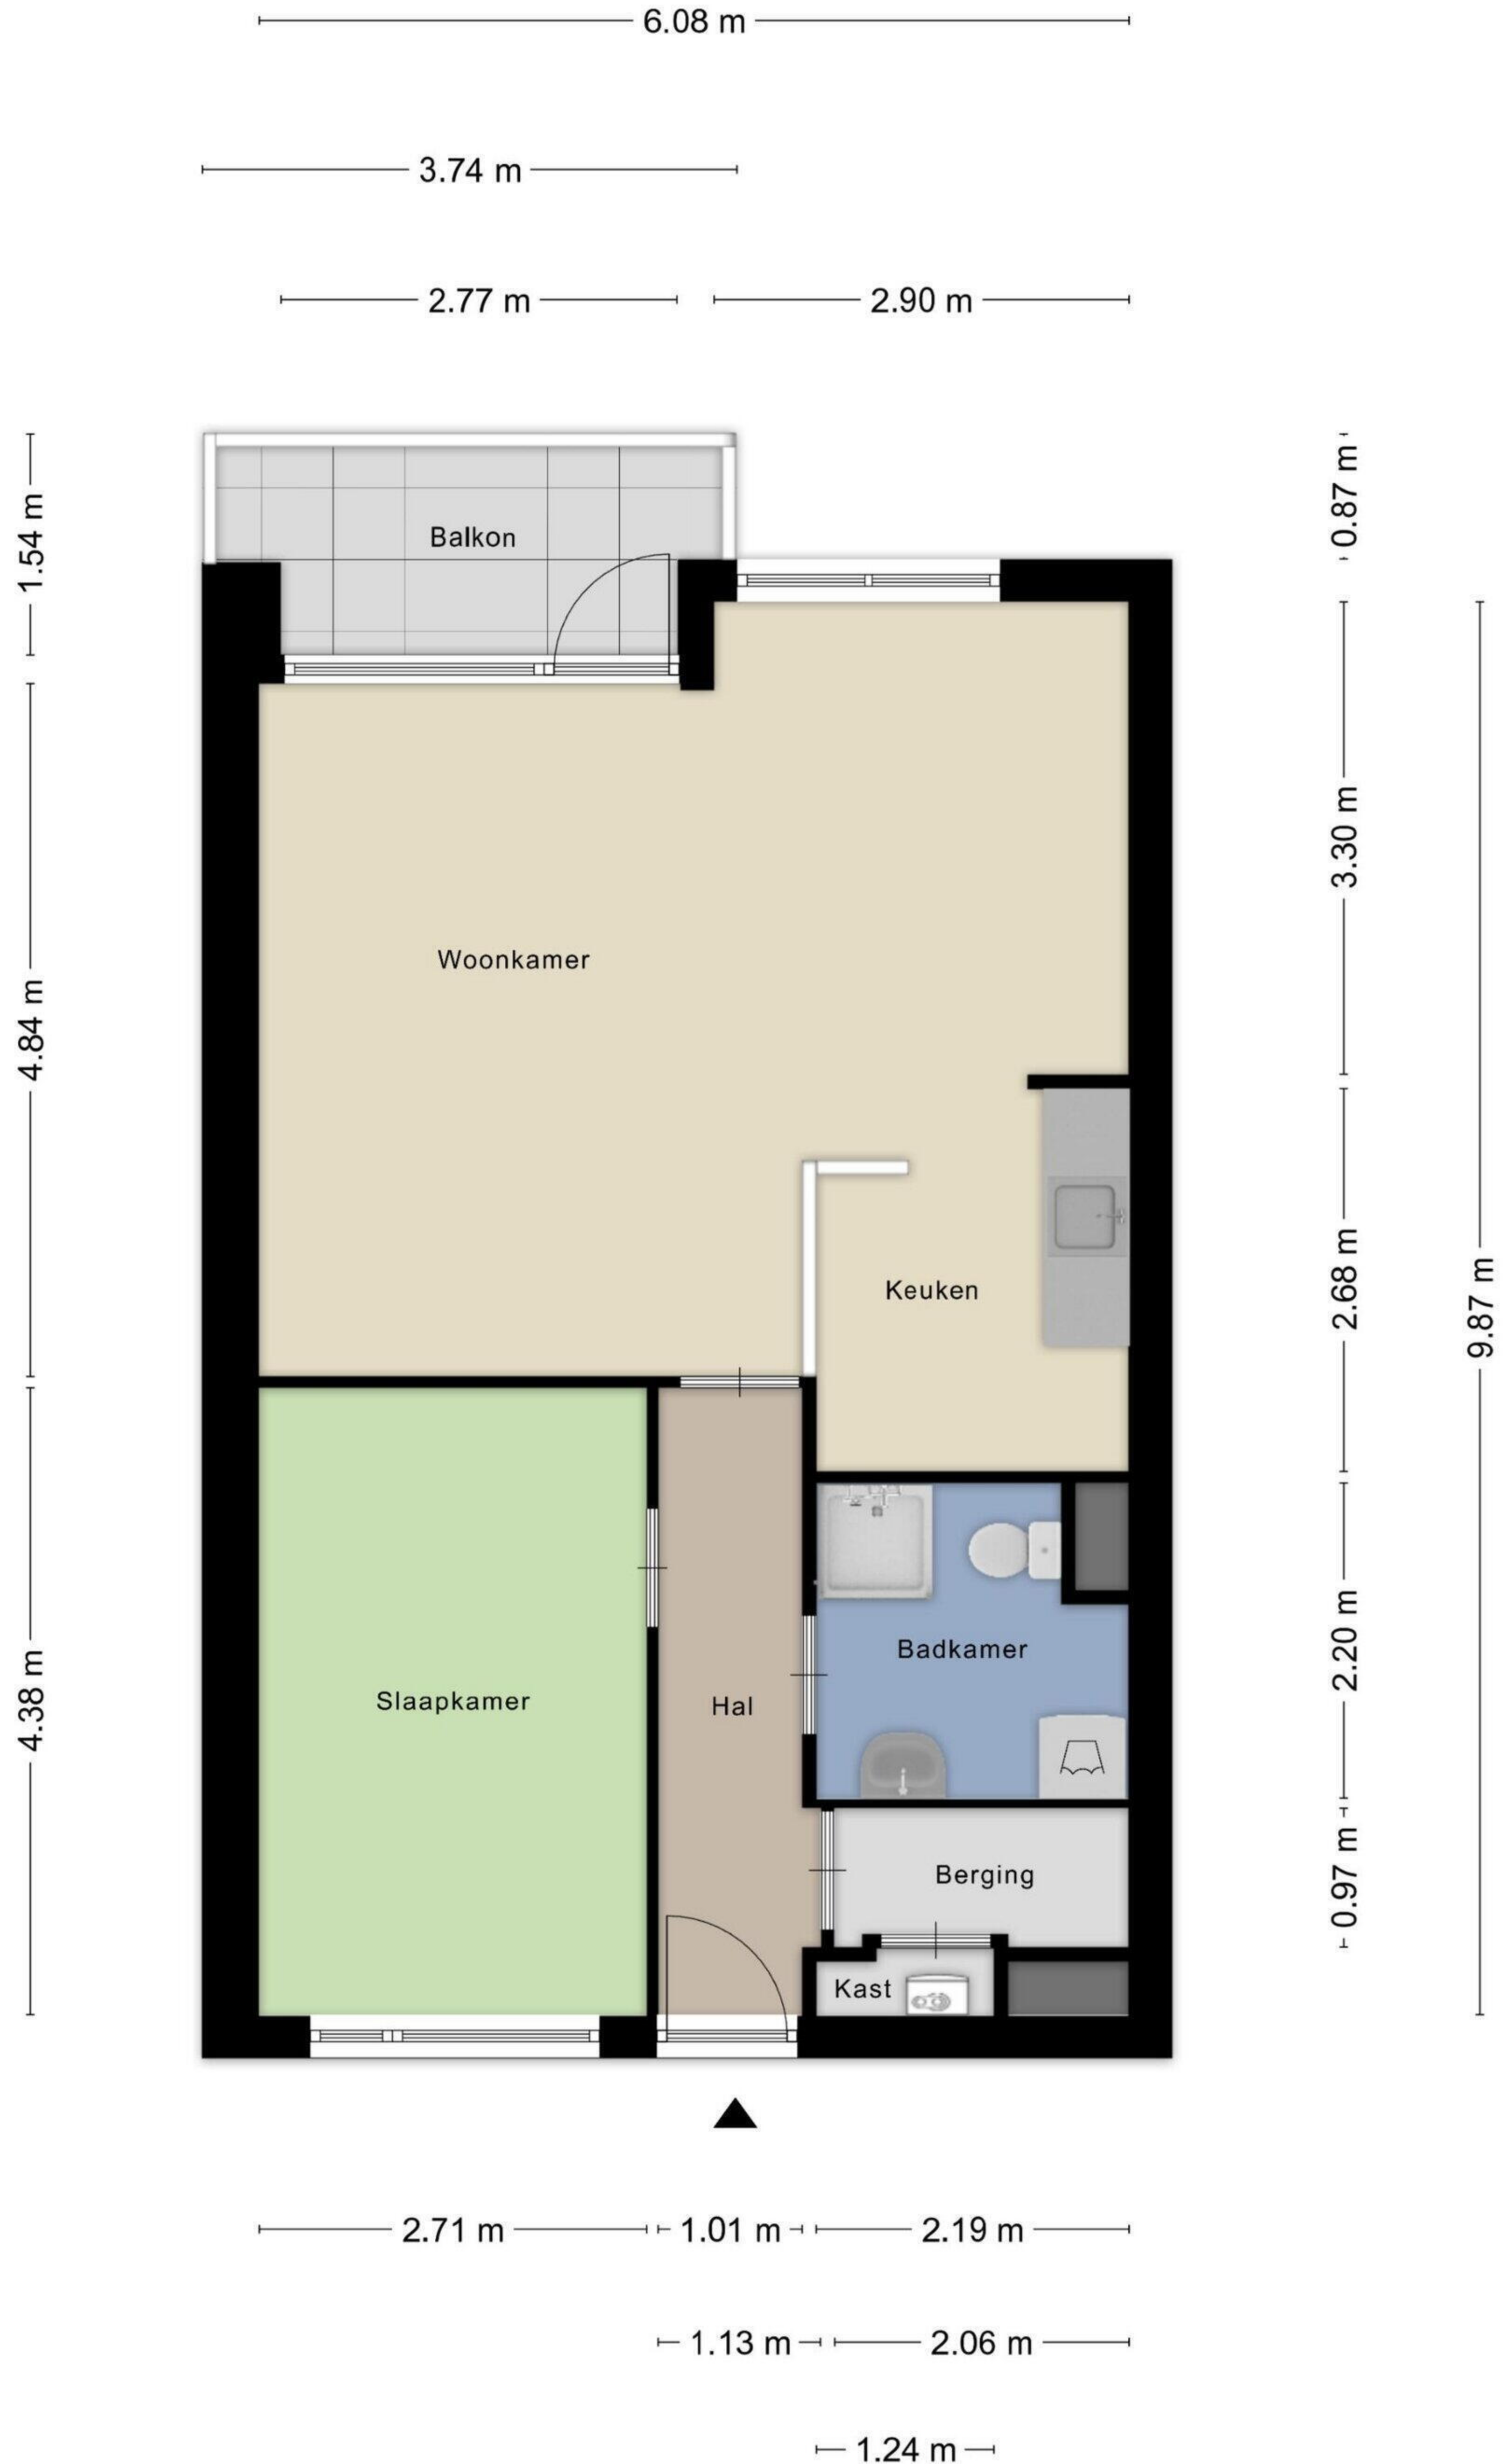 6.08 m
3.74 m
2.77 m
2.90 m
1.54 m
0.87 m
Balkon
4.84 m
3.30 m
Woonkamer
2.68 m
9.87 m
Keuken
4.38 m
2.20 m
Badkamer
Slaapkamer
Hal
0.97 m
Berging
Kast
2.71 m
1.01 m
2.19 m
1.13 m
2.06 m
1.24 m